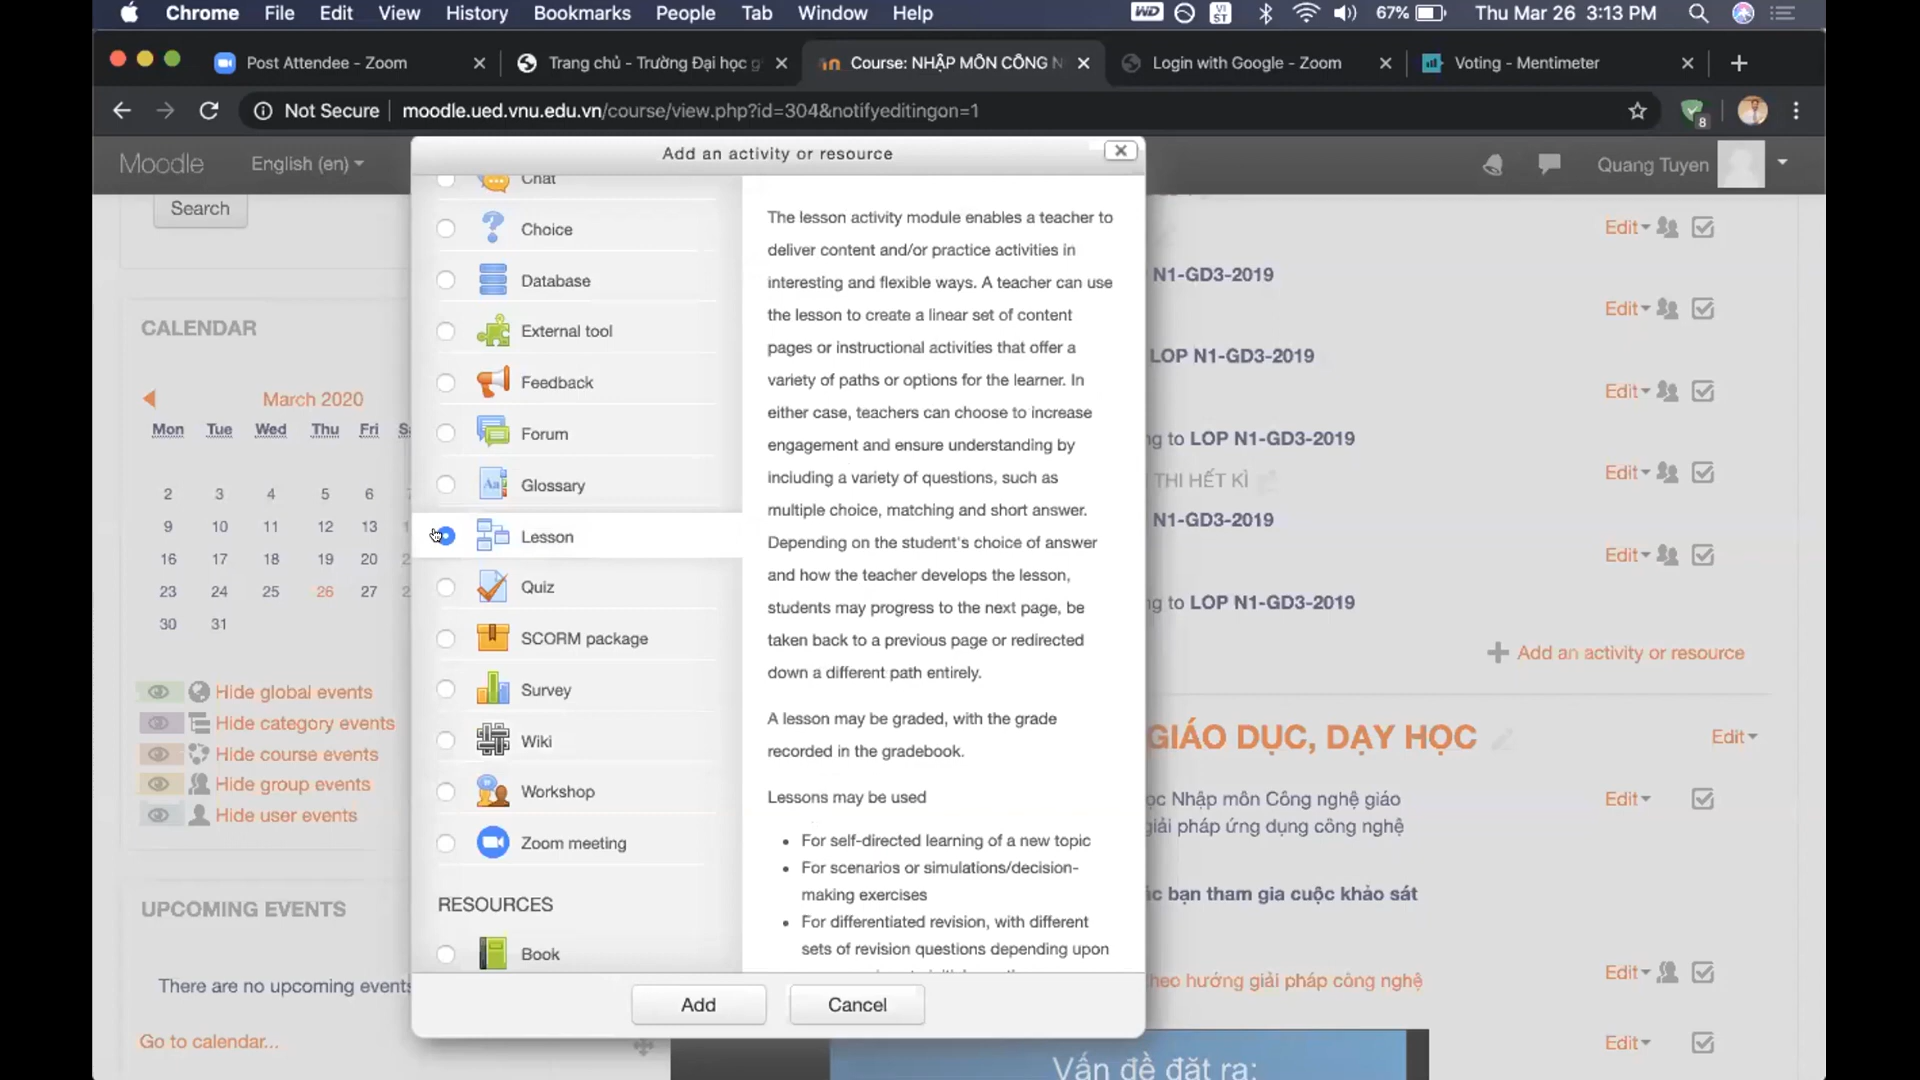 Chrome File Edit View History Bookmarks People Tab Window Help
WD VI ST 67% Thu Mar 26 3:13 PM
Post Attendee - Zoom
Trang chủ - Trường Đại học g
Course: NHẬP MÔN CÔNG N
Login with Google - Zoom
Voting - Mentimeter
Not Secure moodle.ued.vnu.edu.vn/course/view.php?id=304&notifyeditingon=1
8
Moodle English (en) Quang Tuyen
Search
CALENDAR
March 2020
Mon Tue Wed Thu Fri
2 3 4 5 6
9 10 11 12 13
16 17 18 19 20
23 24 25 26 27
30 31
Hide global events
Hide category events
Hide course events
Hide group events
Hide user events
UPCOMING EVENTS
There are no upcoming events
Go to calendar...
Add an activity or resource
Chat
Choice
Database
External tool
Feedback
Forum
Aa
Glossary
Lesson
Quiz
SCORM package
Survey
Wiki
Workshop
Zoom meeting
RESOURCES
Book
The lesson activity module enables a teacher to
deliver content and/or practice activities in
interesting and flexible ways. A teacher can use
the lesson to create a linear set of content
pages or instructional activities that offer a
variety of paths or options for the learner. In
either case, teachers can choose to increase
engagement and ensure understanding by
including a variety of questions, such as
multiple choice, matching and short answer.
Depending on the student's choice of answer
and how the teacher develops the lesson,
students may progress to the next page, be
taken back to a previous page or redirected
down a different path entirely.
A lesson may be graded, with the grade
recorded in the gradebook.
Lessons may be used
For self-directed learning of a new topic
For scenarios or simulations/decision-
making exercises
For differentiated revision, with different
sets of revision questions depending upon
Add Cancel
Edit
N1-GD3-2019
Edit
LOP N1-GD3-2019
Edit
ng to LOP N1-GD3-2019
Edit
THI HẾT KÌ
N1-GD3-2019
Edit
ng to LOP N1-GD3-2019
Add an activity or resource
GIÁO DỤC, DẠY HỌC Edit
ọc Nhập môn Công nghệ giáo Edit
giải pháp ứng dụng công nghệ
ác bạn tham gia cuộc khảo sát
heo hướng giải pháp công nghệ Edit
Edit
Vấn đề đặt ra: